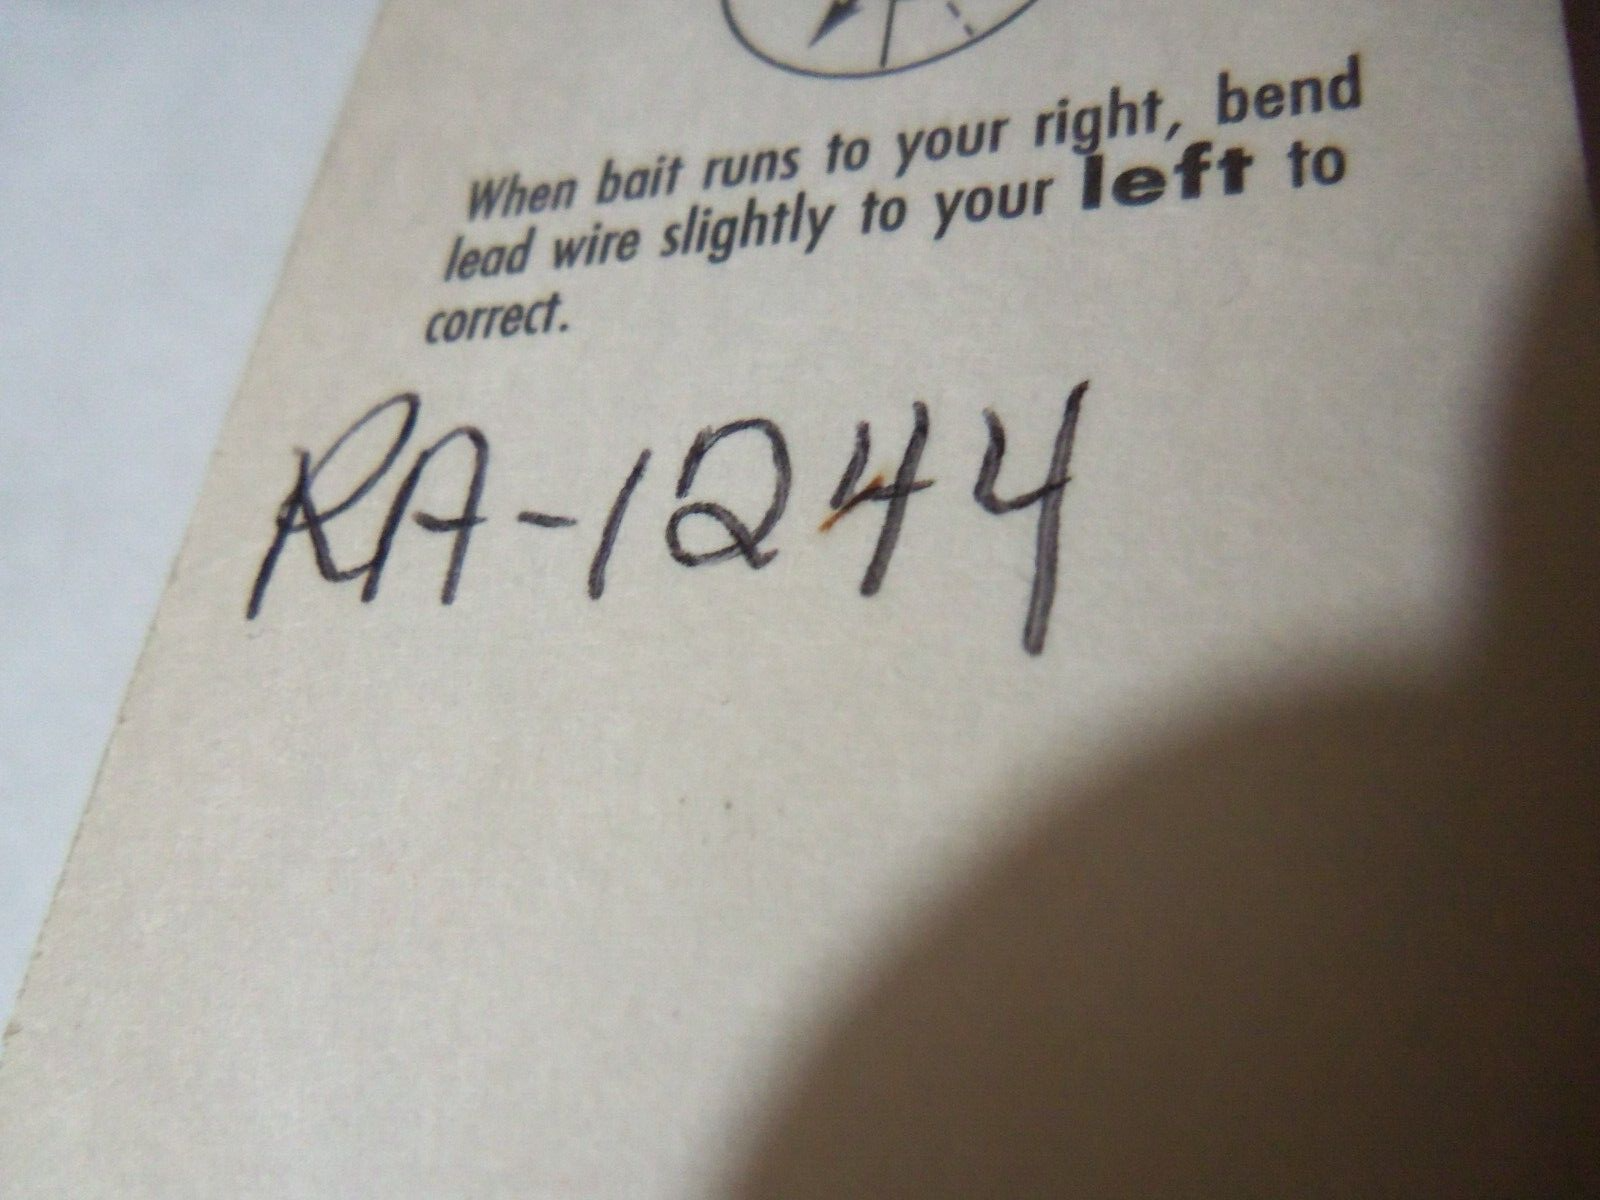 When bait runs to your right, bend
lead wire slightly to your left to
correct.
RA-1244